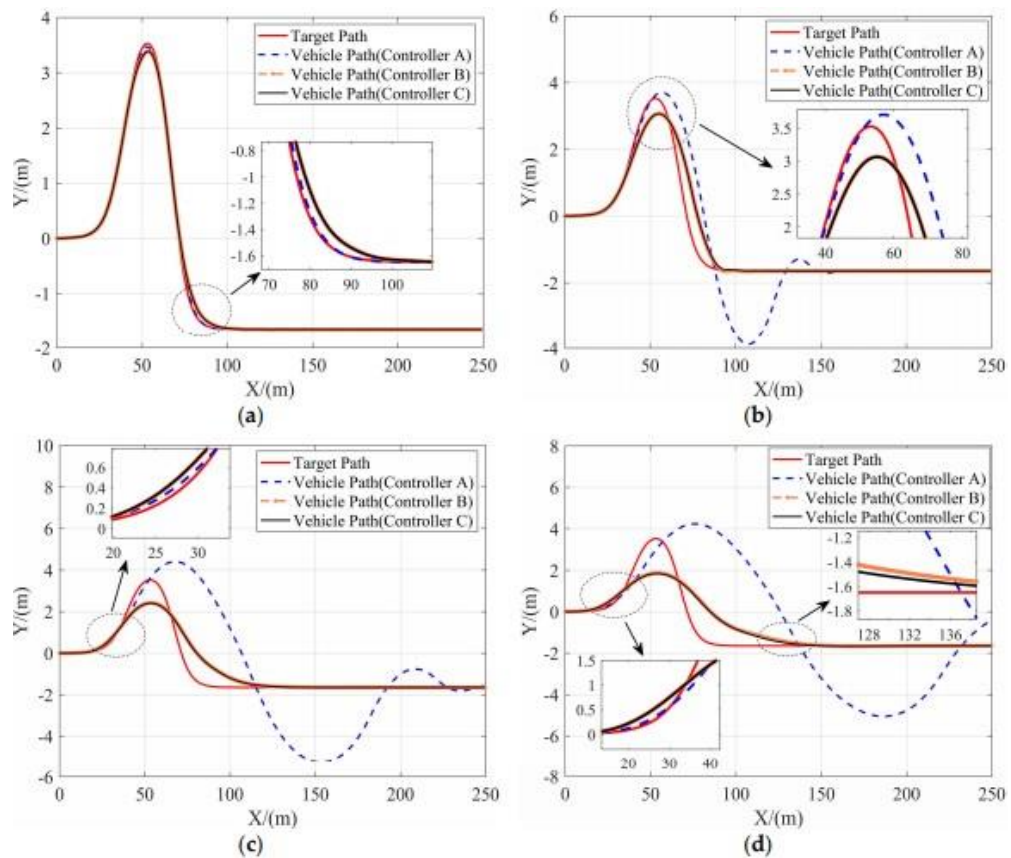 4
3
2
1
0
-1
-2
Y/(m)
Target Path
Vehicle Path(Controller A)
Vehicle Path(Controller B)
Vehicle Path(Controller C)
-0.8
-1
-1.1
-1.2
-1.4
-1.5
-1.6
70 80 90 100
0 50 100 150 200 250
X/(m)
(a)
6
4
2
0
-2
-4
Y/(m)
Target Path
Vehicle Path(Controller A)
Vehicle Path(Controller B)
Vehicle Path(Controller C)
3.5
3
2.5
2
40 60 80
0 50 100 150 200 250
X/(m)
(b)
10
8
6
4
2
0
-2
-4
-6
Y/(m)
0.6
0.4
0.2
0
20 25 30
Target Path
Vehicle Path(Controller A)
Vehicle Path(Controller B)
Vehicle Path(Controller C)
0 50 100 150 200 250
X/(m)
(c)
8
6
4
2
0
-2
-4
-6
-8
Y/(m)
Target Path
Vehicle Path(Controller A)
Vehicle Path(Controller B)
Vehicle Path(Controller C)
-1.2
-1.4
-1.6
-1.8
128 132 136
1.5
1
0.5
0
20 30 40
0 50 100 150 200 250
X/(m)
(d)